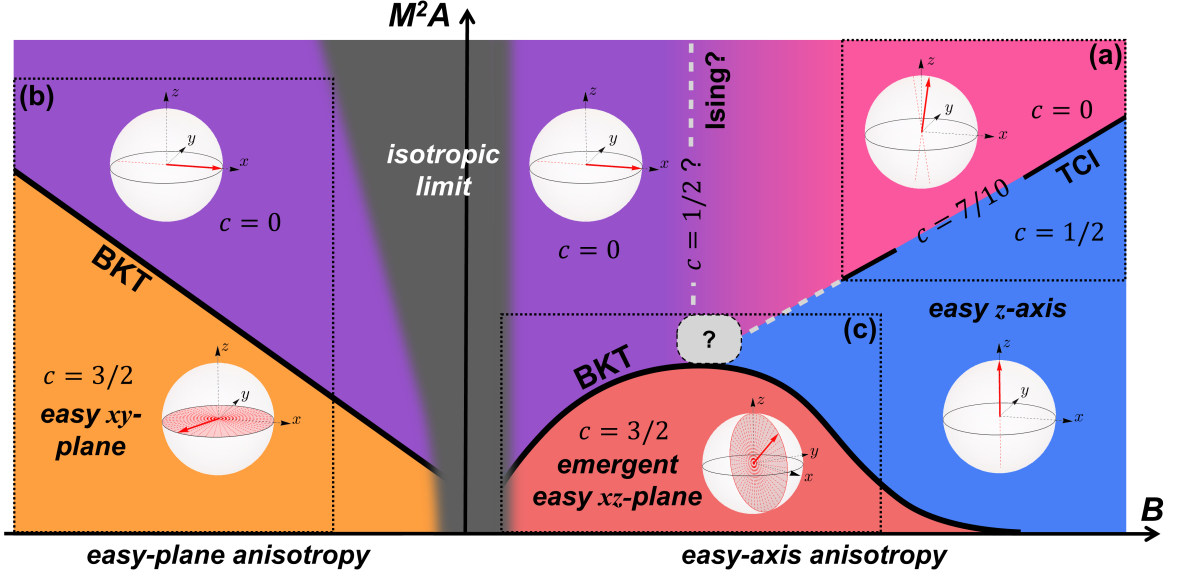 M²A
(b)
z
y
x
c = 0
BKT
c = 3/2
easy xy-
plane
z
y
x
isotropic
limit
z
y
x
c = 0
Ising?
c = 1/2 ?
(a)
z
y
x
c = 0
TCI
c = 7/10
c = 1/2
easy z-axis
z
y
x
?
(c)
BKT
c = 3/2
emergent
easy xz-plane
z
y
x
B
easy-plane anisotropy
easy-axis anisotropy